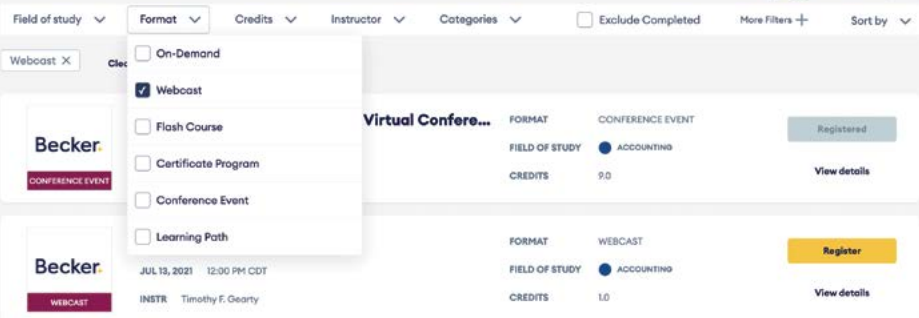 Field of study Format Credits Instructor Categories Exclude Completed More Filters Sort by
Webcast
On-Demand
Webcast
Flash Course
Certificate Program
Conference Event
Learning Path
Becker.
CONFERENCE EVENT
Virtual Confere...
FORMAT CONFERENCE EVENT
FIELD OF STUDY ACCOUNTING
CREDITS 9.0
Registered
View details
Becker.
WEBCAST
JUL 13, 2021 12:00 PM CDT
INSTR Timothy F. Gearty
FORMAT WEBCAST
FIELD OF STUDY ACCOUNTING
CREDITS 1.0
Register
View details